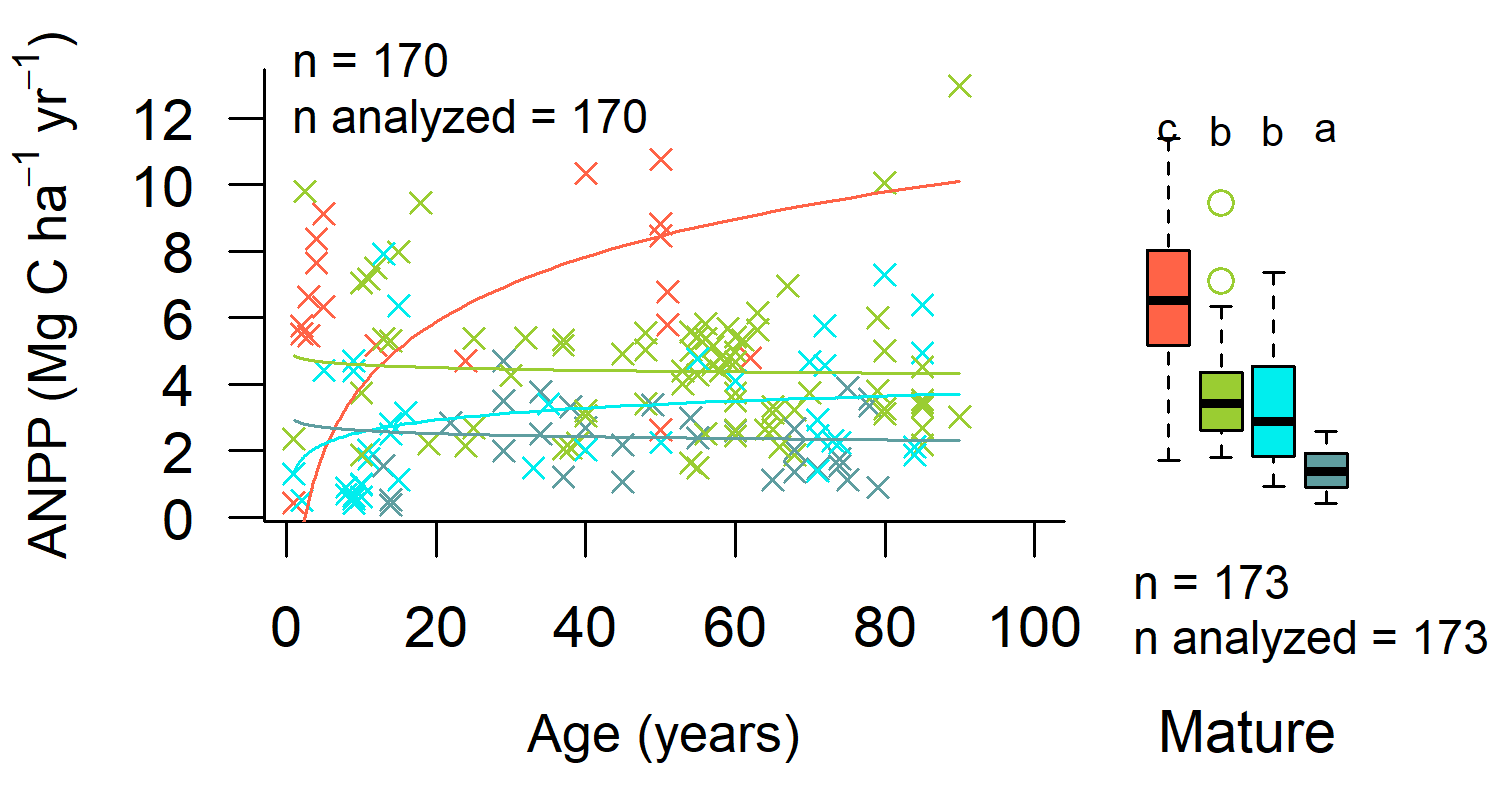 n = 170
n analyzed = 170
ANPP (Mg C ha⁻¹ yr⁻¹)
12
10
8
6
4
2
0
0 20 40 60 80 100
Age (years)
c b b a
n = 173
n analyzed = 173
Mature